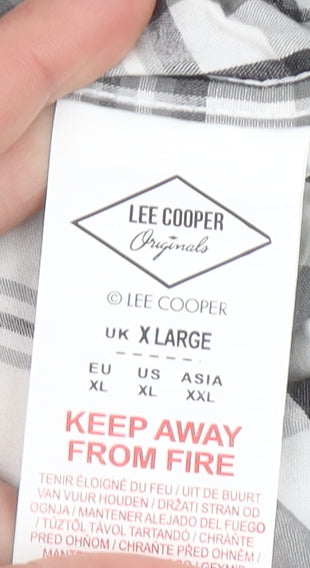 LEE COOPER
Originals
© LEE COOPER
UK X LARGE
EU US ASIA
XL XL XXL
KEEP AWAY
FROM FIRE
TENIR ÉLOIGNÉ DU FEU / UIT DE BUURT
VAN VUUR HOUDEN / DRŽATI STRAN OD
OGNJA / MANTENER ALEJADO DEL FUEGO
/ TŰZTŐL TÁVOL TARTANDÓ / CHRÁŇTE
PRED OHŇOM / CHRAŇTE PŘED OHNĚM /